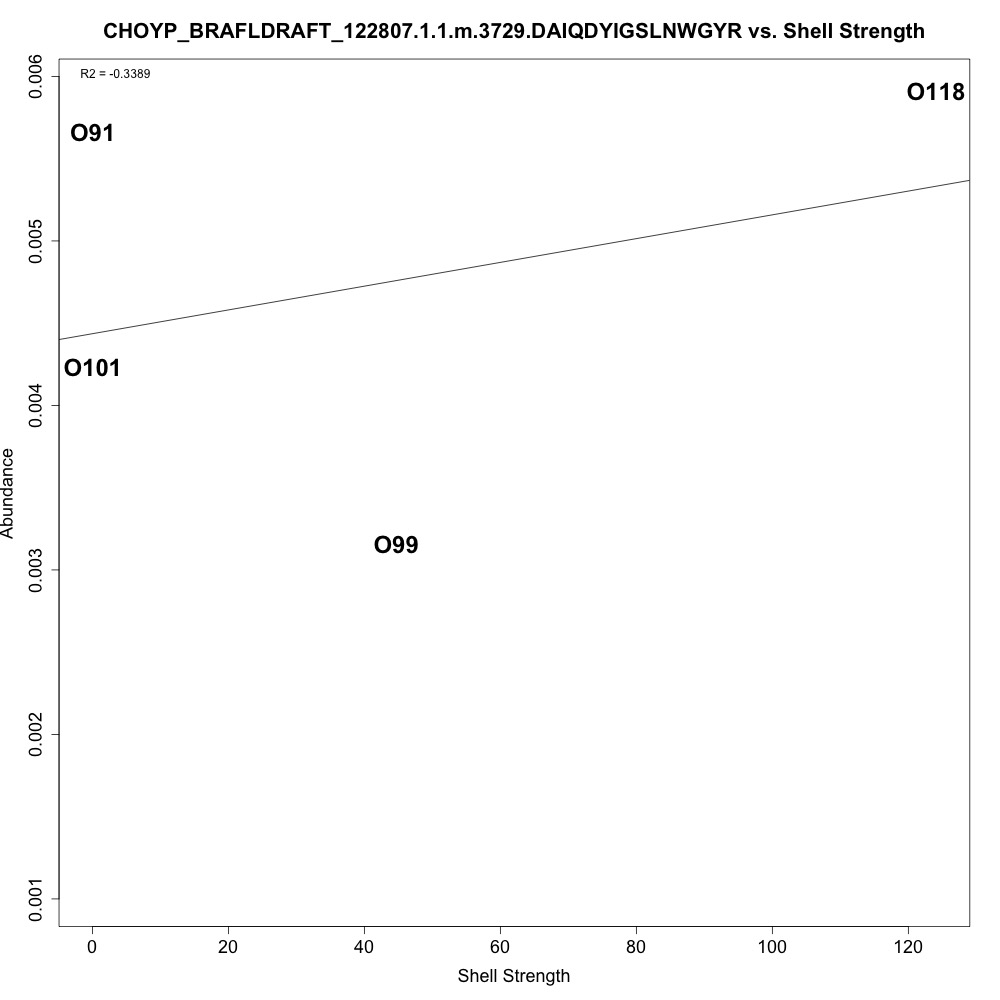 CHOYP_BRAFLDRAFT_122807.1.1.m.3729.DAIQDYIGSLNWGYR vs. Shell Strength
R2 = -0.3389
O118
O91
O101
O99
Abundance
0.006
0.005
0.004
0.003
0.002
0.001
0 20 40 60 80 100 120
Shell Strength